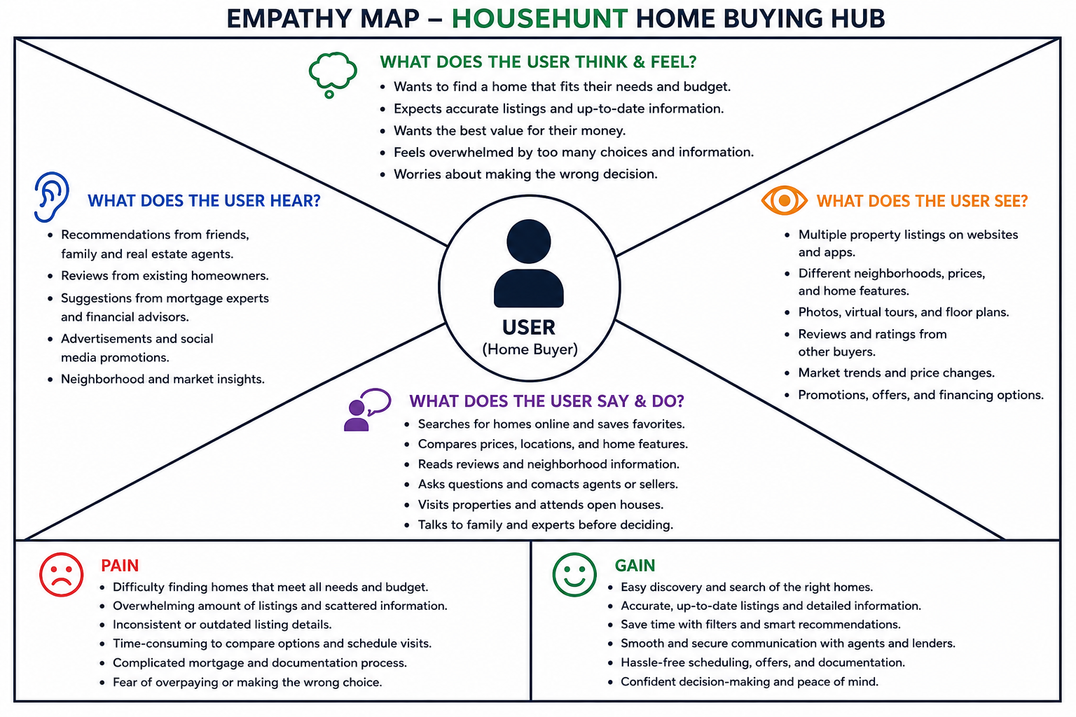 EMPATHY MAP – HOUSEHUNT HOME BUYING HUB
WHAT DOES THE USER THINK & FEEL?
• Wants to find a home that fits their needs and budget.
• Expects accurate listings and up-to-date information.
• Wants the best value for their money.
• Feels overwhelmed by too many choices and information.
• Worries about making the wrong decision.
WHAT DOES THE USER HEAR?
• Recommendations from friends,
family and real estate agents.
• Reviews from existing homeowners.
• Suggestions from mortgage experts
and financial advisors.
• Advertisements and social
media promotions.
• Neighborhood and market insights.
USER
(Home Buyer)
WHAT DOES THE USER SEE?
• Multiple property listings on websites
and apps.
• Different neighborhoods, prices,
and home features.
• Photos, virtual tours, and floor plans.
• Reviews and ratings from
other buyers.
• Market trends and price changes.
• Promotions, offers, and financing options.
WHAT DOES THE USER SAY & DO?
• Searches for homes online and saves favorites.
• Compares prices, locations, and home features.
• Reads reviews and neighborhood information.
• Asks questions and comacts agents or sellers.
• Visits properties and attends open houses.
• Talks to family and experts before deciding.
PAIN
• Difficulty finding homes that meet all needs and budget.
• Overwhelming amount of listings and scattered information.
• Inconsistent or outdated listing details.
• Time-consuming to compare options and schedule visits.
• Complicated mortgage and documentation process.
• Fear of overpaying or making the wrong choice.
GAIN
• Easy discovery and search of the right homes.
• Accurate, up-to-date listings and detailed information.
• Save time with filters and smart recommendations.
• Smooth and secure communication with agents and lenders.
• Hassle-free scheduling, offers, and documentation.
• Confident decision-making and peace of mind.